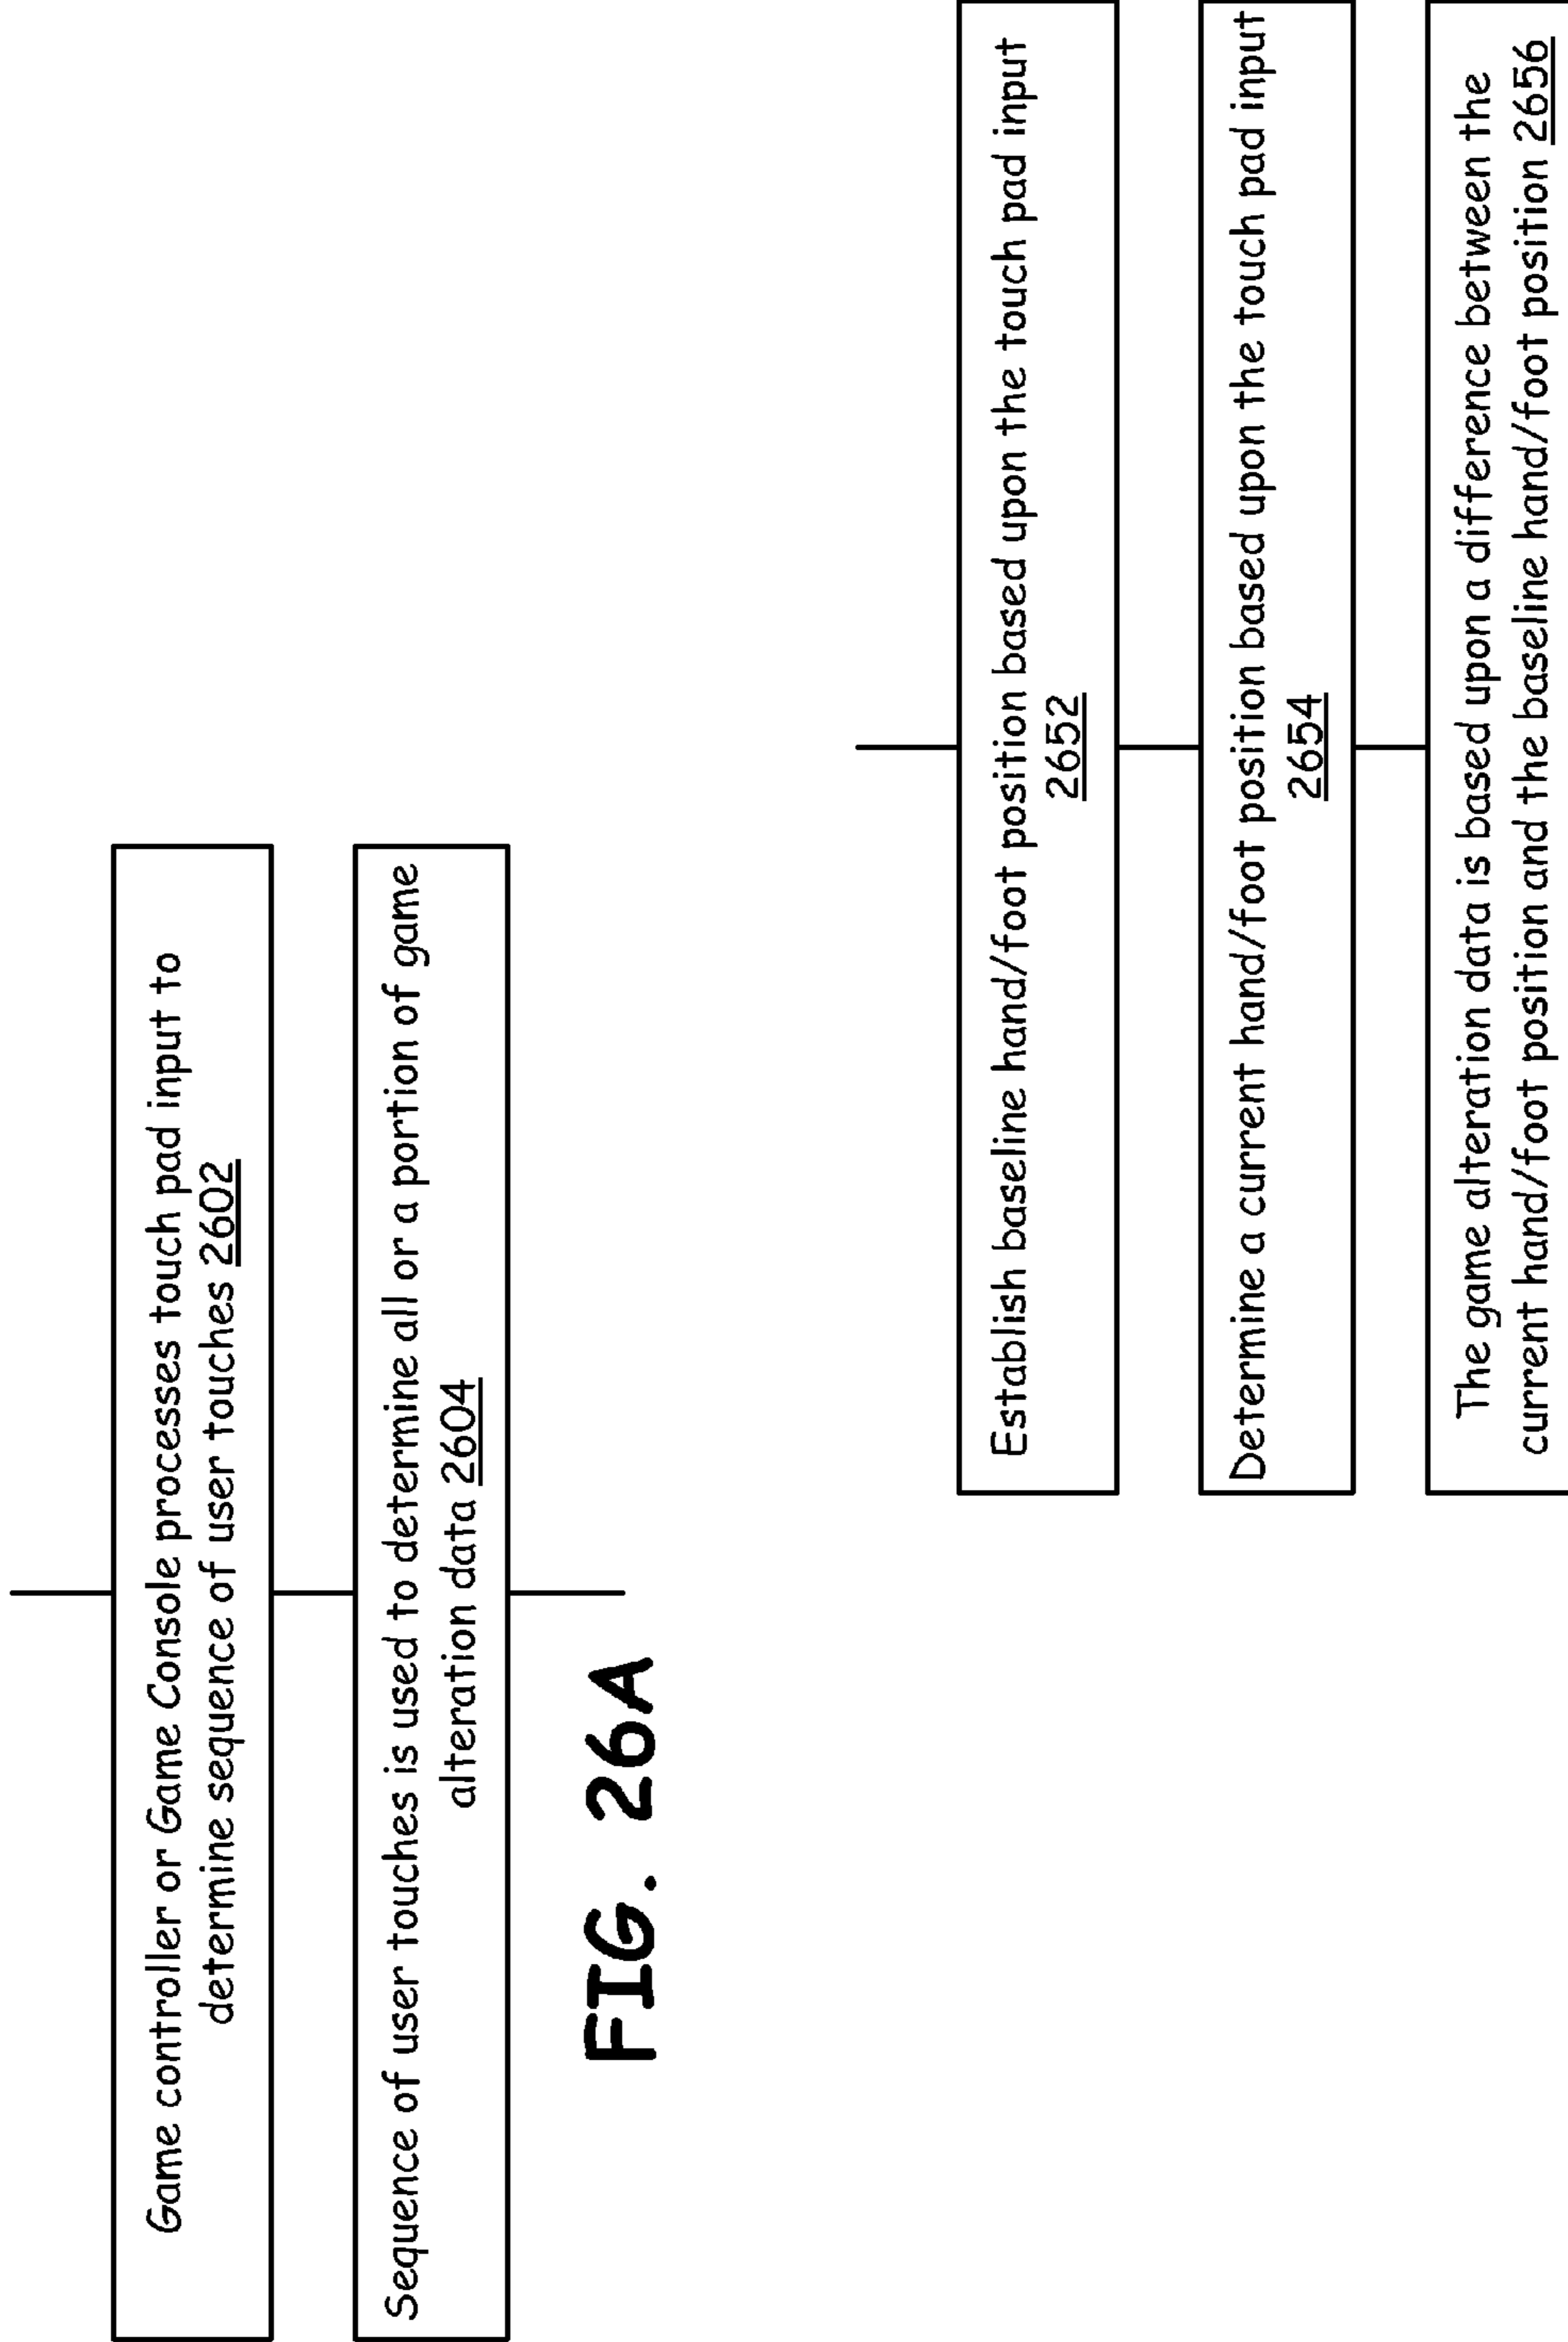 Game controller or Game Console processes touch pad input to
determine sequence of user touches 2602
Sequence of user touches is used to determine all or a portion of game
alteration data 2604
FIG. 26A
Establish baseline hand/foot position based upon the touch pad input
2652
Determine a current hand/foot position based upon the touch pad input
2654
The game alteration data is based upon a difference between the
current hand/foot position and the baseline hand/foot position 2656